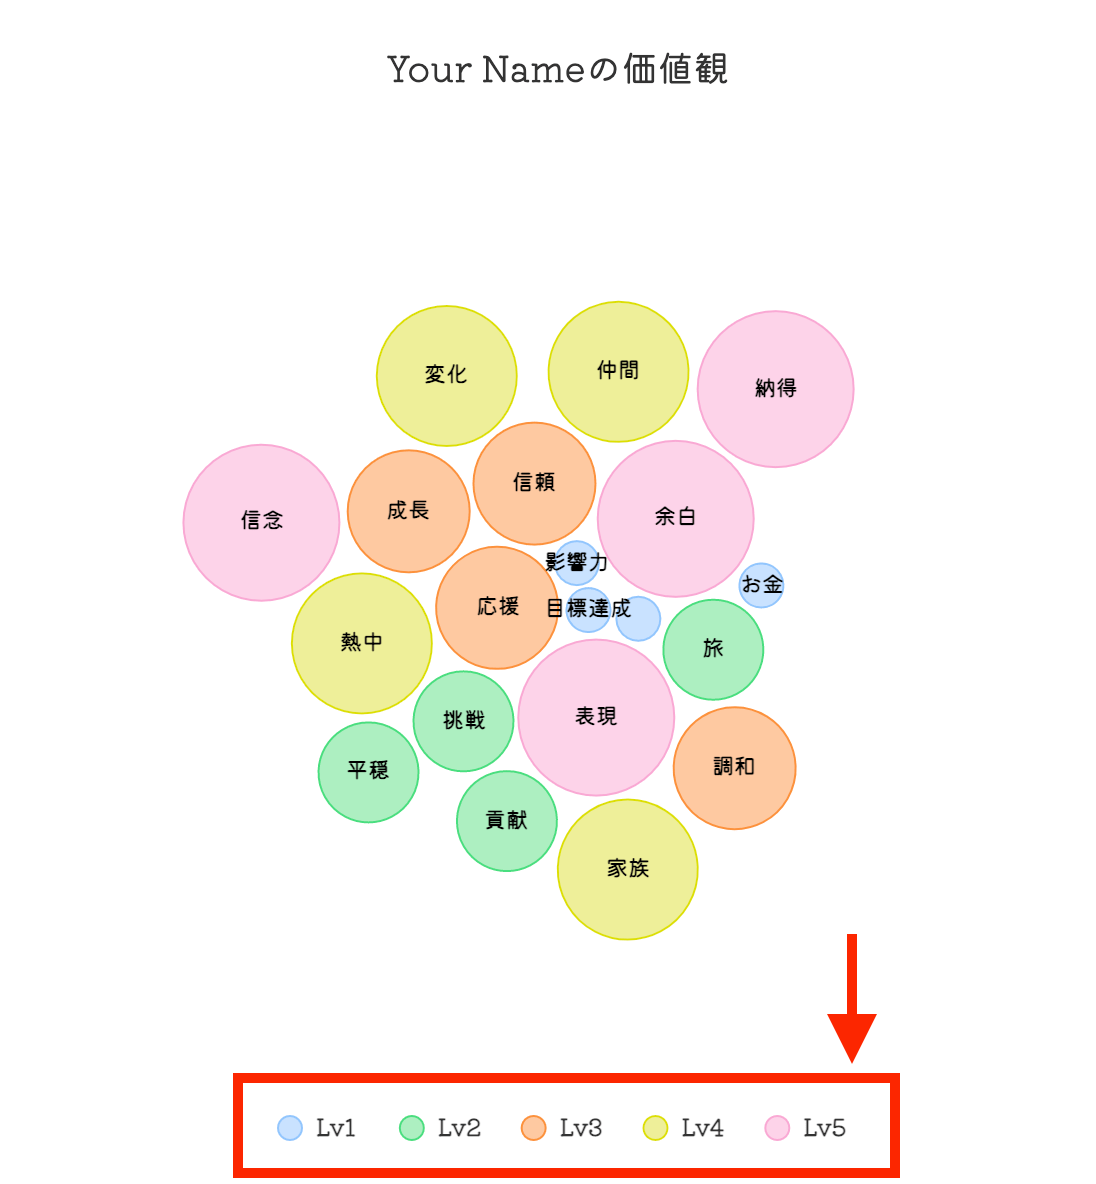 Your Nameの価値観
変化
仲間
納得
信頼
成長
余白
信念
影響力
お金
目標達成
応援
熱中
旅
表現
挑戦
調和
平穏
貢献
家族
Lv1
Lv2
Lv3
Lv4
Lv5